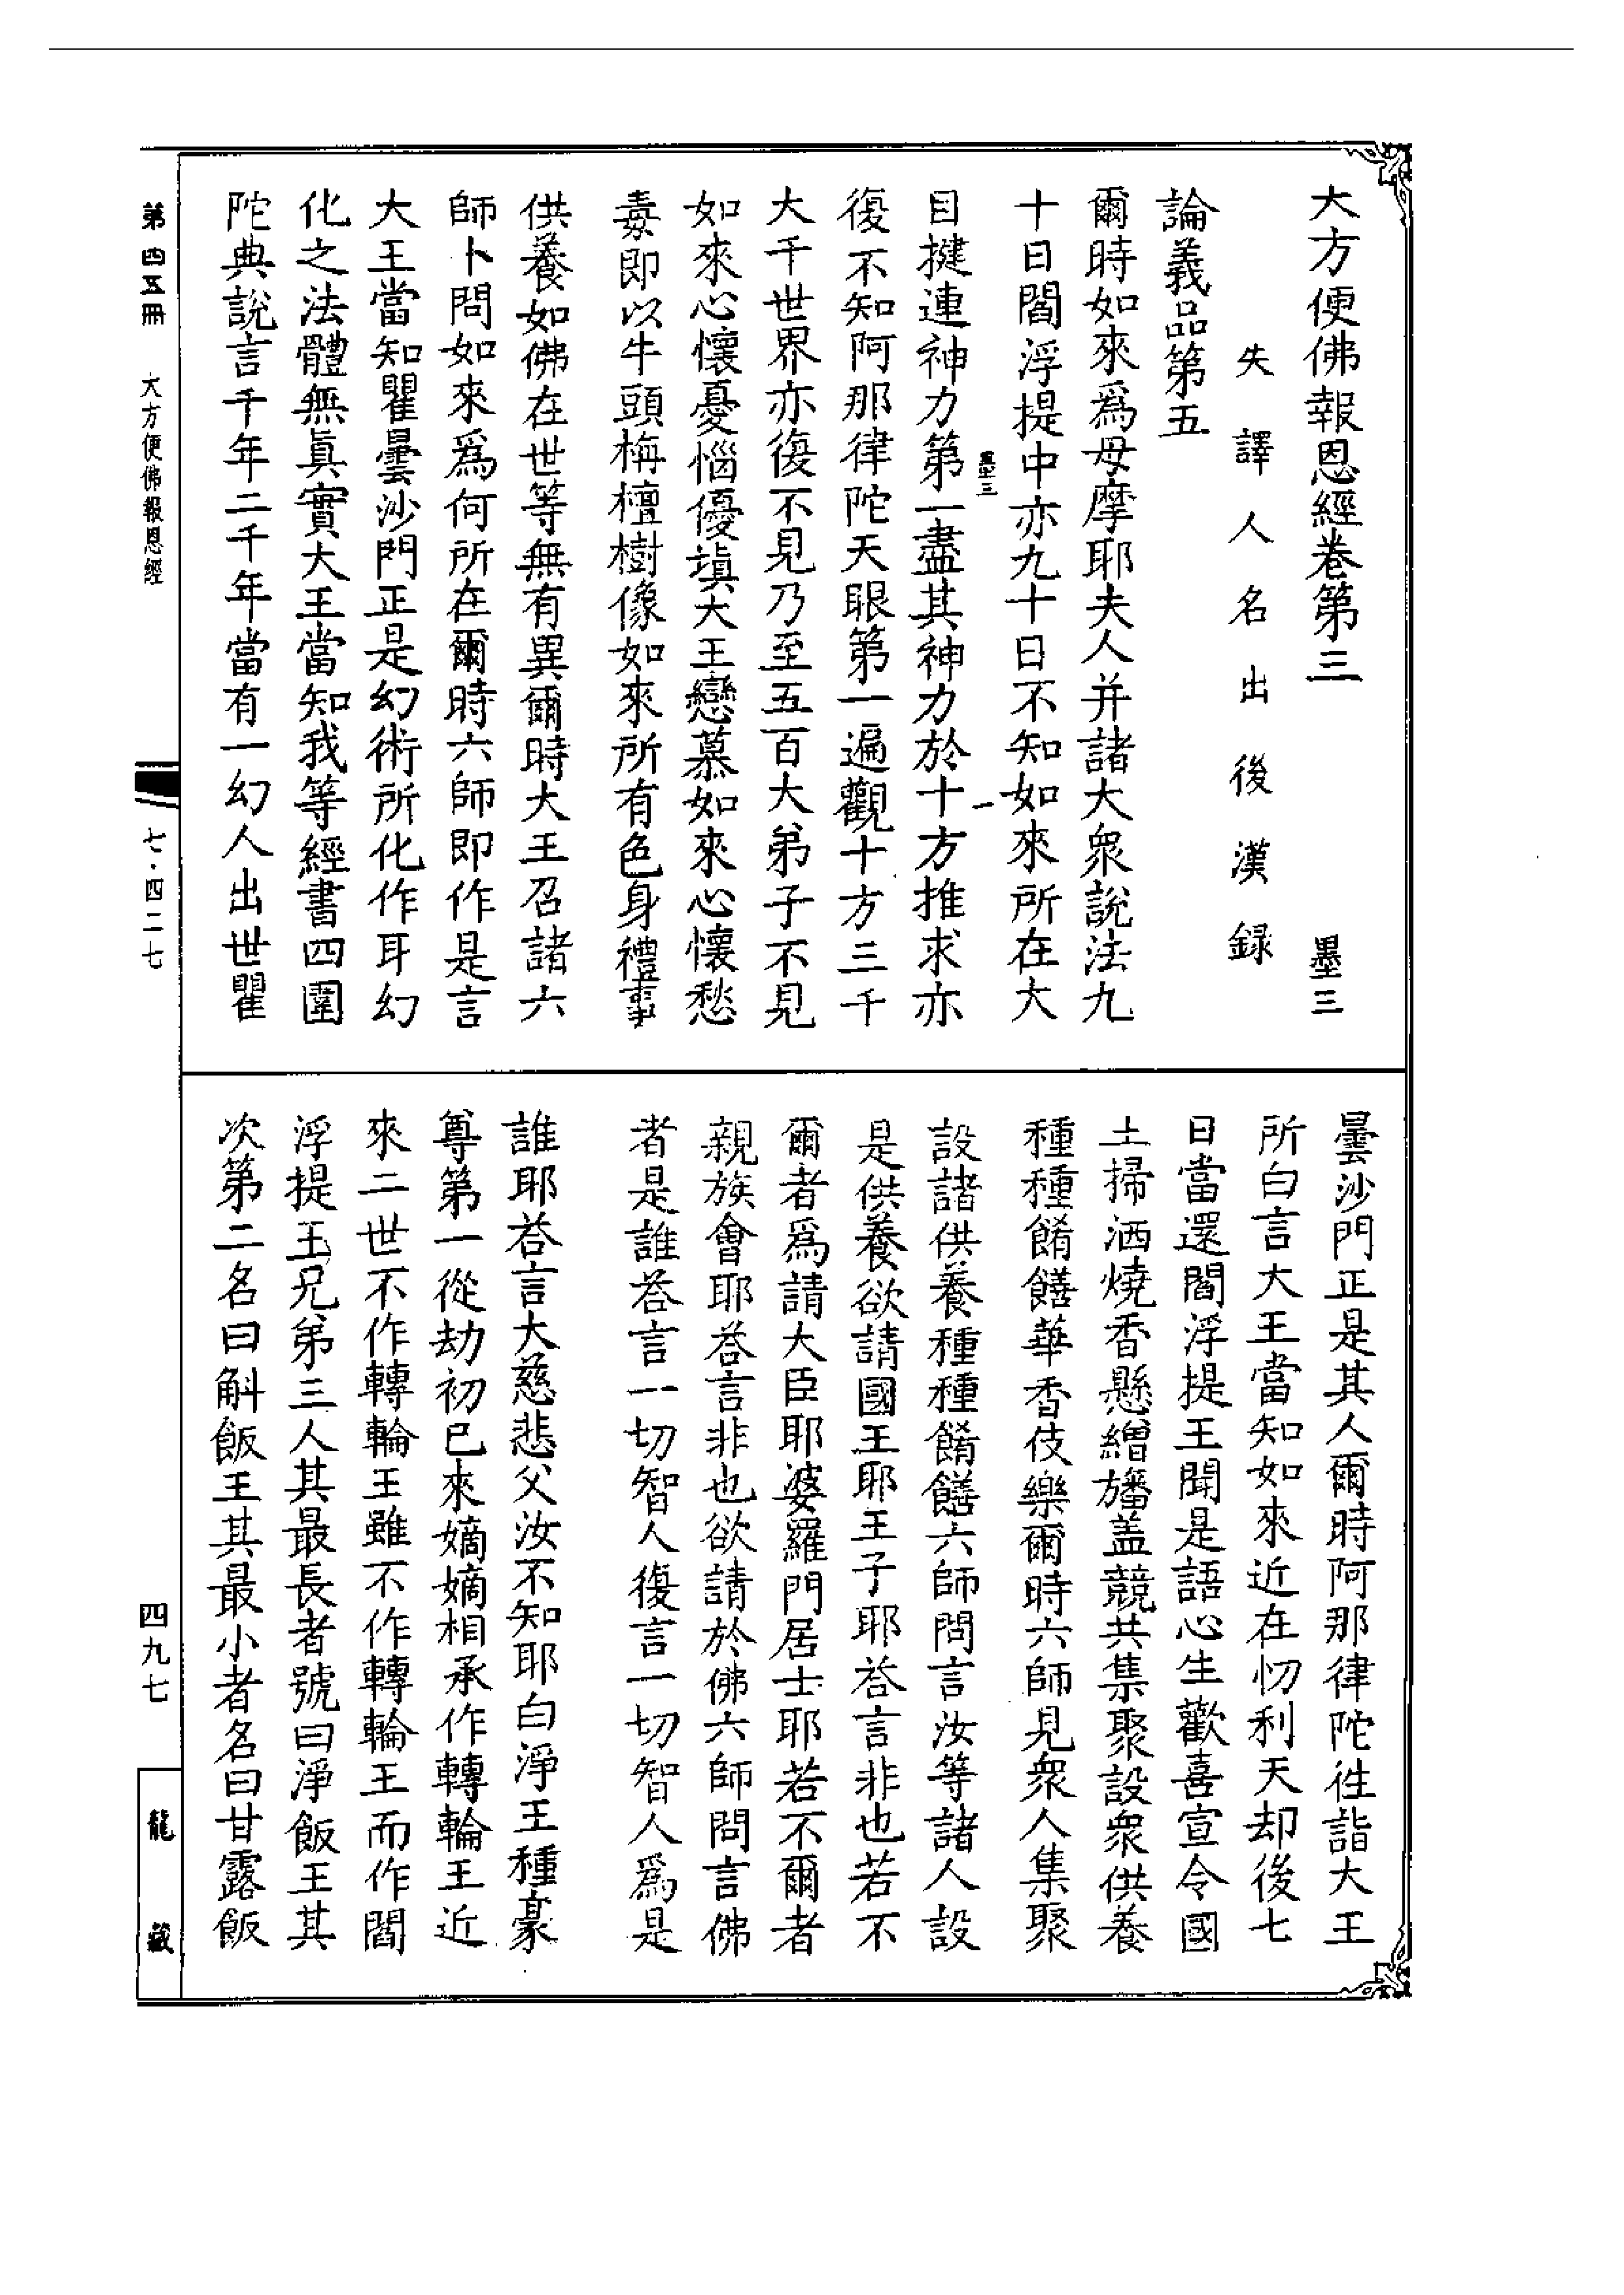 大方便佛報恩經卷第三 墨三
失譯人名出後漢録
論義品第五
爾時如來爲母摩耶夫人并諸大衆說法九
十日閻浮提中亦九十日不知如來所在大
墨三 一
目揵連神力第一盡其神力於十方推求亦
復不知阿那律陀天眼第一遍觀十方三千
大千世界亦復不見乃至五百大弟子不見
如來心懷憂惱優塡大王戀慕如來心懷愁
毒即以牛頭栴檀樹像如來所有色身禮事
供養如佛在世等無有異爾時大王召諸六
師卜問如來爲何所在爾時六師即作是言
大王當知瞿曇沙門正是幻術所化作耳幻
化之法體無眞實大王當知我等經書四圍
陀典說言千年二千年當有一幻人出世瞿
曇沙門正是其人爾時阿那律陀徃詣大王
所白言大王當知如來近在忉利天却後七
日當還閻浮提王聞是語心生歡喜宣令國
土掃洒燒香懸繒旛盖競共集聚設衆供養
種種餚饍華香伎樂爾時六師見衆人集聚
設諸供養種種餚饍六師問言汝等諸人設
是供養欲請國王耶王子耶荅言非也若不
爾者爲請大臣耶婆羅門居士耶若不爾者
親族會耶荅言非也欲請於佛六師問言佛
者是誰荅言一切智人復言一切智人爲是
誰耶荅言大慈悲父汝不知耶白淨王種豪
尊第一從劫初已來嫡嫡相承作轉輪王近
來二世不作轉輪王雖不作轉輪王而作閻
浮提王兄弟三人其最長者號曰淨飯王其
次第二名曰斛飯王其最小者名曰甘露飯
第四五冊 大方便佛報恩經
七·四二七
四九七
龍藏